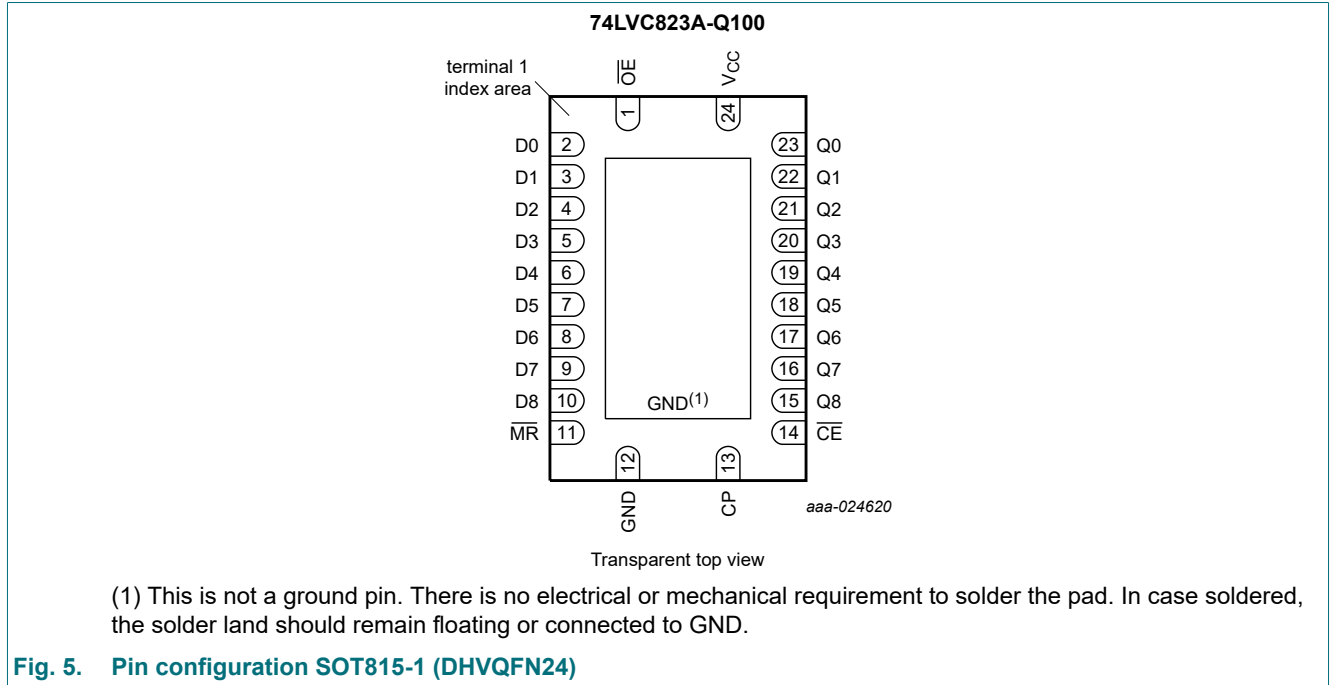 74LVC823A-Q100
terminal 1
index area
OE
VCC
1
24
D0 2
23 Q0
D1 3
22 Q1
D2 4
21 Q2
D3 5
20 Q3
D4 6
19 Q4
D5 7
18 Q5
D6 8
17 Q6
D7 9
16 Q7
D8 10
15 Q8
GND(1)
MR 11
14 CE
12
13
GND
CP
aaa-024620
Transparent top view
(1) This is not a ground pin. There is no electrical or mechanical requirement to solder the pad. In case soldered,
the solder land should remain floating or connected to GND.
Fig. 5. Pin configuration SOT815-1 (DHVQFN24)